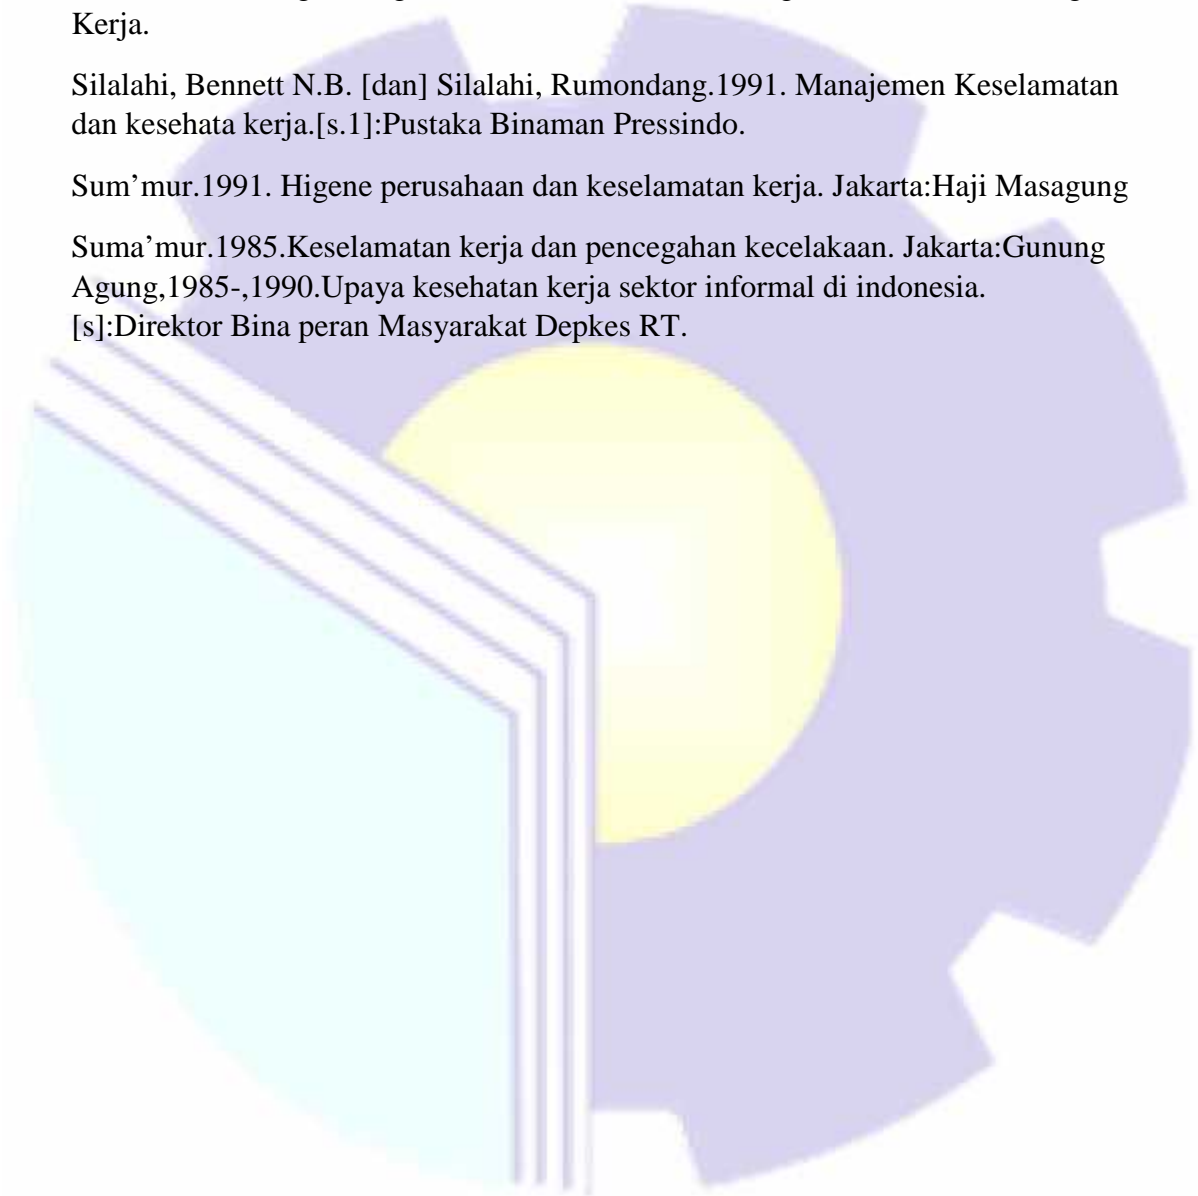 Kerja.
Silalahi, Bennett N.B. [dan] Silalahi, Rumondang.1991. Manajemen Keselamatan
dan kesehata kerja.[s.1]:Pustaka Binaman Pressindo.
Sum’mur.1991. Higene perusahaan dan keselamatan kerja. Jakarta:Haji Masagung
Suma’mur.1985.Keselamatan kerja dan pencegahan kecelakaan. Jakarta:Gunung
Agung,1985-,1990.Upaya kesehatan kerja sektor informal di indonesia.
[s]:Direktor Bina peran Masyarakat Depkes RT.